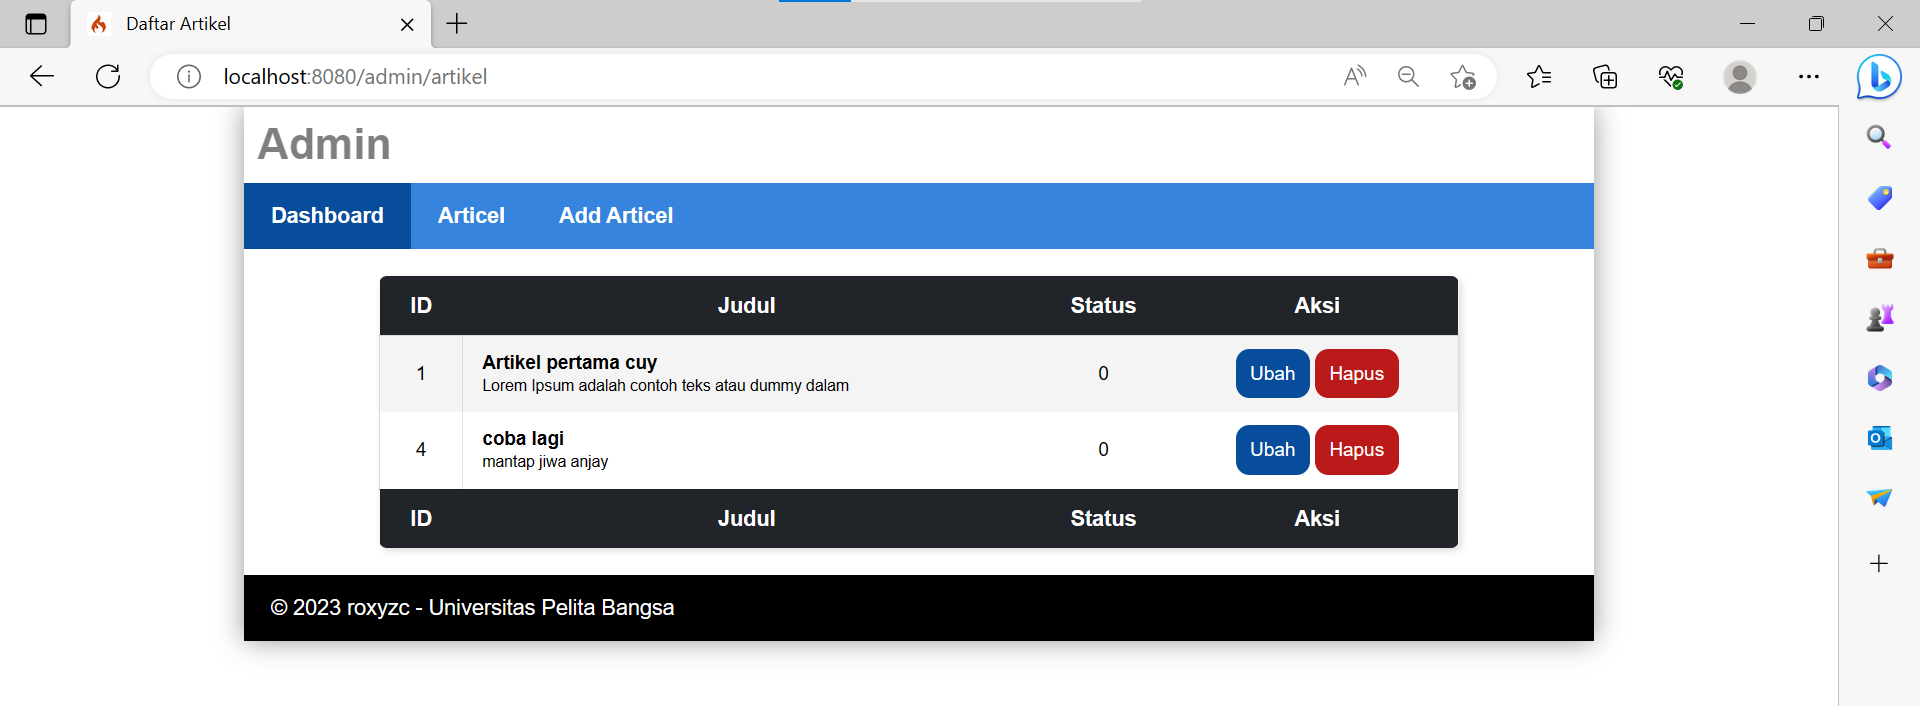 Daftar Artikel
localhost:8080/admin/artikel
Admin
Dashboard Articel Add Articel
ID Judul Status Aksi
1 Artikel pertama cuy 0 Ubah Hapus
Lorem Ipsum adalah contoh teks atau dummy dalam
4 coba lagi 0 Ubah Hapus
mantap jiwa anjay
ID Judul Status Aksi
© 2023 roxyzc - Universitas Pelita Bangsa